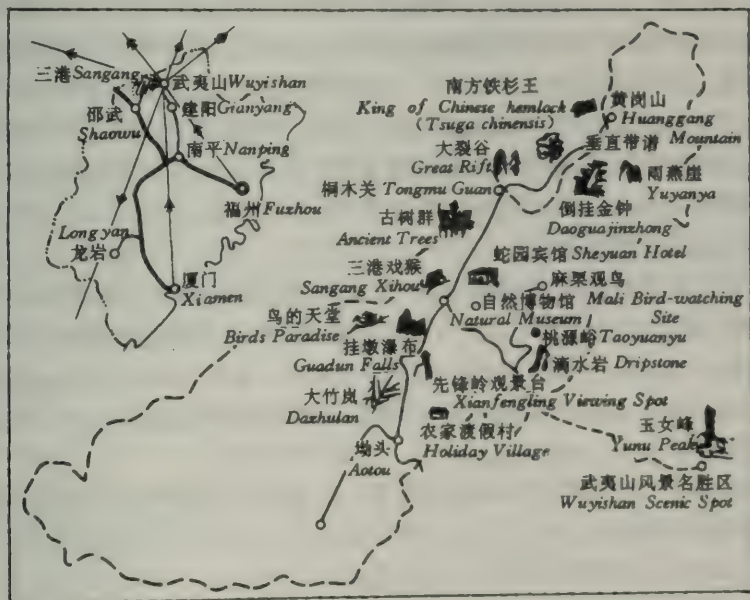 三港 Sangang
武夷山 Wuyishan
邵武
Shaowu
建阳 Gianyang
南平 Nanping
福州 Fuzhou
Longyan
龙岩
厦门
Xiamen
南方铁杉王
King of Chinese hemlock
(Tsuga chinensis)
黄岗山
Huanggang
Mountain
垂直带谱
大裂谷
Great Rift
雨燕崖
Yuyanya
桐木关 Tongmu Guan
倒挂金钟
Daoguajinzhong
古树群
Ancient Trees
蛇园宾馆 Sheyuan Hotel
三港戏猴
Sangang Xihou
麻栗观鸟
Mali Bird-watching
Site
自然博物馆
Natural Museum
鸟的天堂
Birds Paradise
桃源峪 Taoyuanyu
挂墩瀑布
Guadun Falls
滴水岩 Dripstone
先锋岭观景台
Xianfengling Viewing Spot
大竹岚
Dazhulan
农家渡假村
Holiday Village
玉女峰
Yunu Peak
坳头
Aotou
武夷山风景名胜区
Wuyishan Scenic Spot